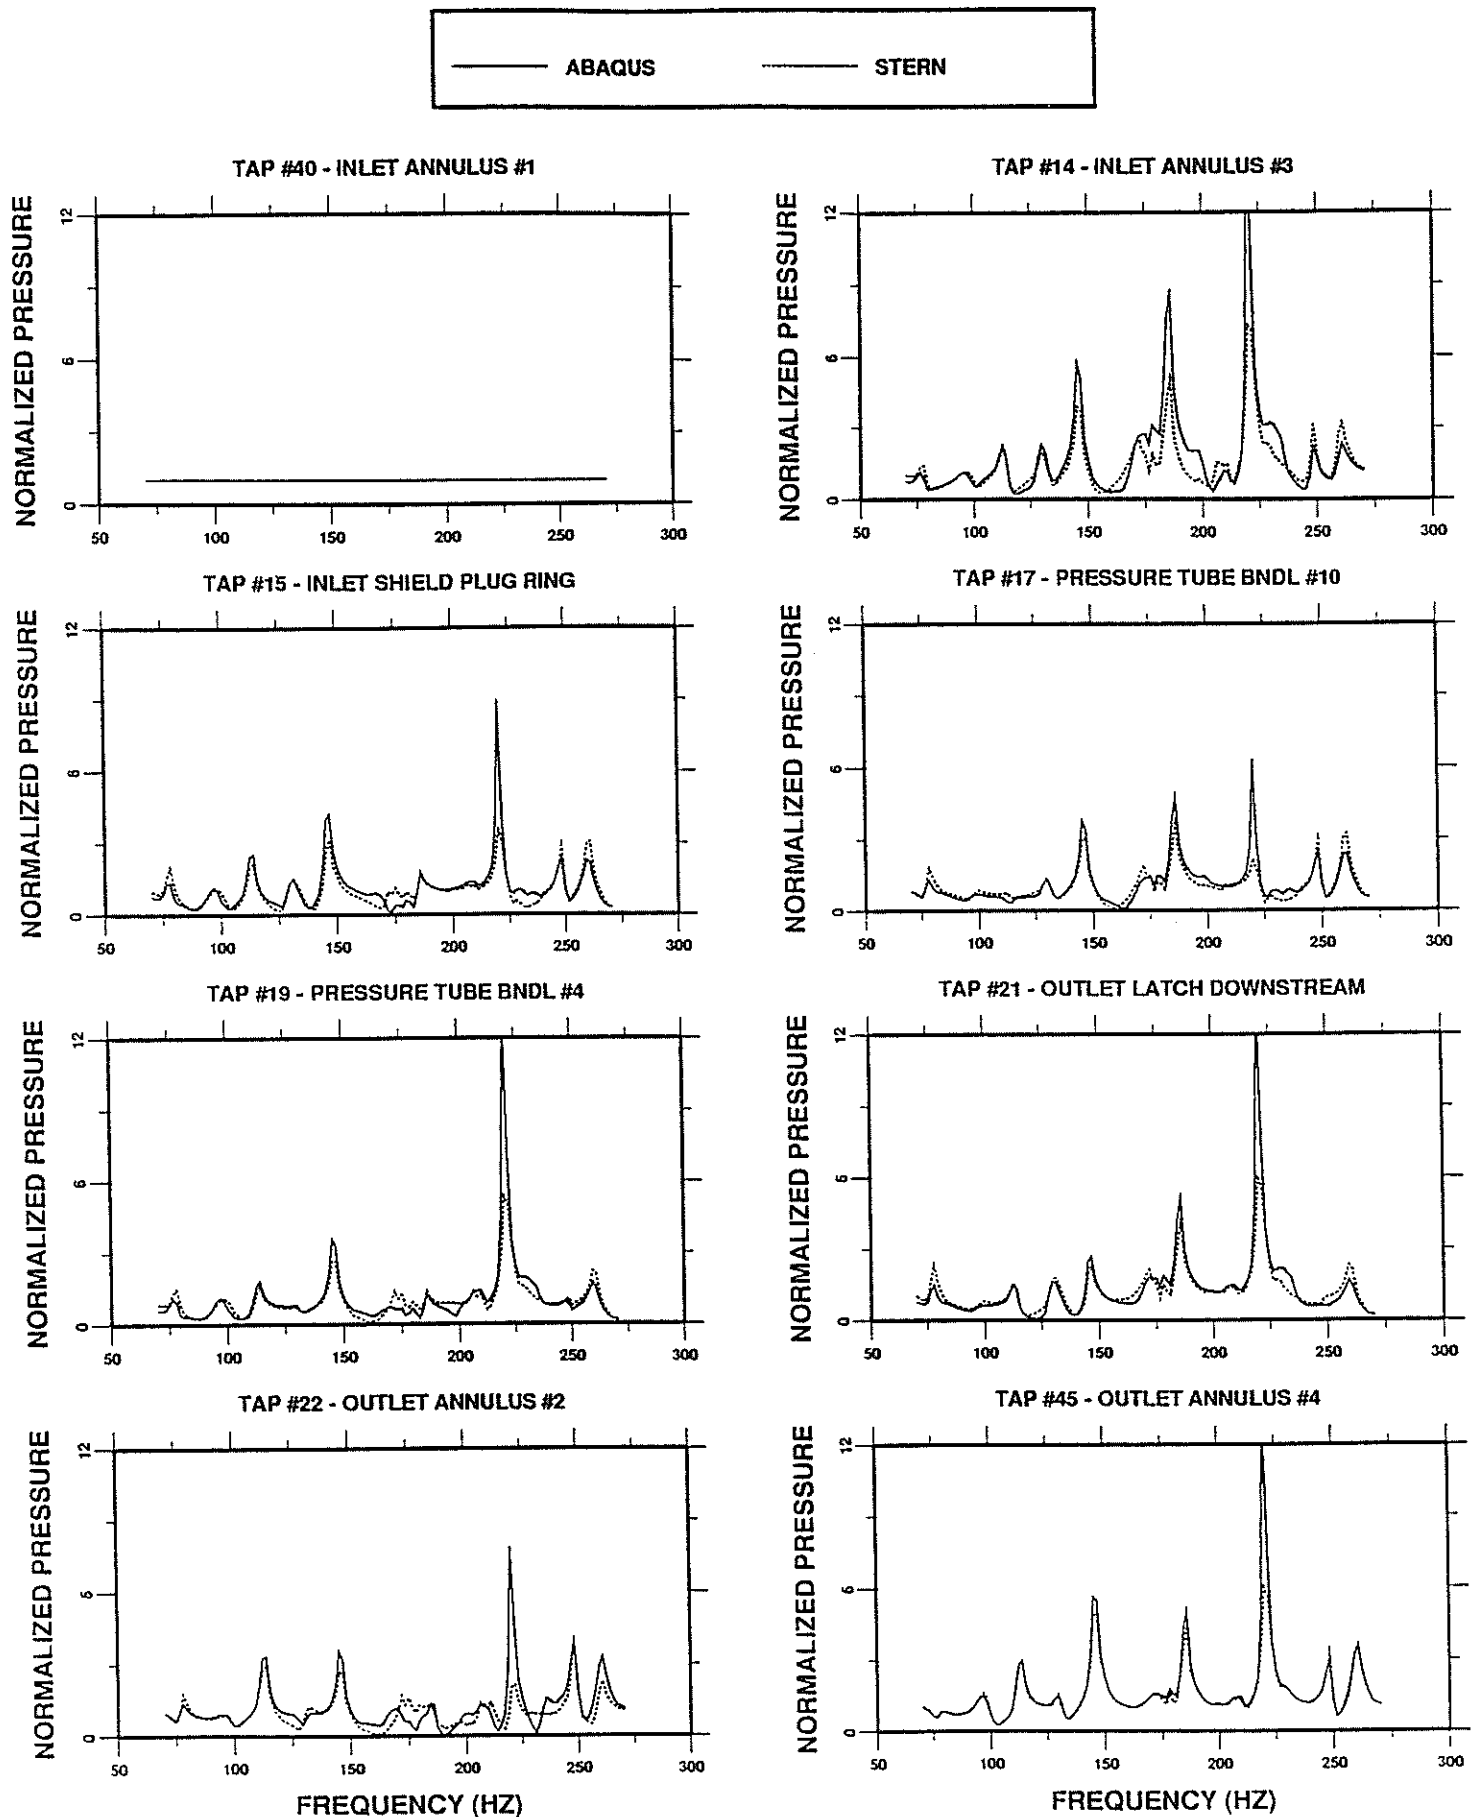 ABAQUS STERN
TAP #40 - INLET ANNULUS #1
NORMALIZED PRESSURE
12
6
0
50 100 150 200 250 300
TAP #14 - INLET ANNULUS #3
NORMALIZED PRESSURE
12
6
0
50 100 150 200 250 300
TAP #15 - INLET SHIELD PLUG RING
NORMALIZED PRESSURE
12
6
0
50 100 150 200 250 300
TAP #17 - PRESSURE TUBE BNDL #10
NORMALIZED PRESSURE
12
6
0
50 100 150 200 250 300
TAP #19 - PRESSURE TUBE BNDL #4
NORMALIZED PRESSURE
12
6
0
50 100 150 200 250 300
TAP #21 - OUTLET LATCH DOWNSTREAM
NORMALIZED PRESSURE
12
6
0
50 100 150 200 250 300
TAP #22 - OUTLET ANNULUS #2
NORMALIZED PRESSURE
12
6
0
50 100 150 200 250 300
FREQUENCY (HZ)
TAP #45 - OUTLET ANNULUS #4
NORMALIZED PRESSURE
12
6
0
50 100 150 200 250 300
FREQUENCY (HZ)